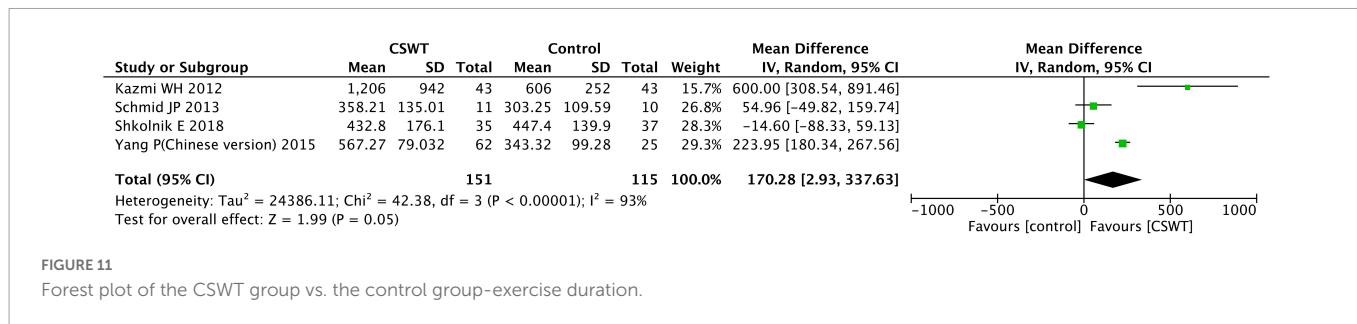 CSWT Control Mean Difference Mean Difference
Study or Subgroup Mean SD Total Mean SD Total Weight IV, Random, 95% CI IV, Random, 95% CI
Kazmi WH 2012 1,206 942 43 606 252 43 15.7% 600.00 [308.54, 891.46]
Schmid JP 2013 358.21 135.01 11 303.25 109.59 10 26.8% 54.96 [-49.82, 159.74]
Shkolnik E 2018 432.8 176.1 35 447.4 139.9 37 28.3% -14.60 [-88.33, 59.13]
Yang P(Chinese version) 2015 567.27 79.032 62 343.32 99.28 25 29.3% 223.95 [180.34, 267.56]
Total (95% CI) 151 115 100.0% 170.28 [2.93, 337.63]
Heterogeneity: Tau² = 24386.11; Chi² = 42.38, df = 3 (P < 0.00001); I² = 93%
Test for overall effect: Z = 1.99 (P = 0.05)
-1000 -500 0 500 1000
Favours [control] Favours [CSWT]
FIGURE 11
Forest plot of the CSWT group vs. the control group-exercise duration.